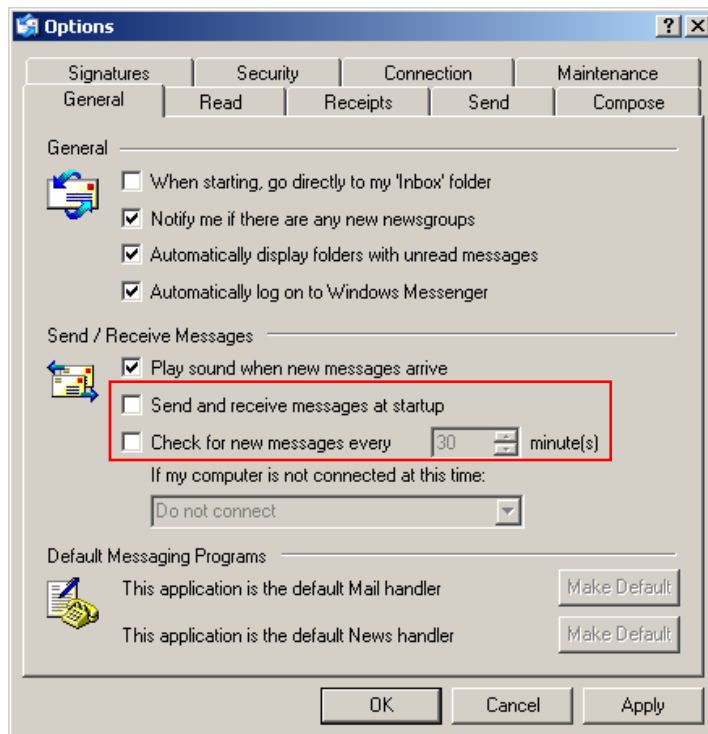 Options
Signatures Security Connection Maintenance
General Read Receipts Send Compose
General
When starting, go directly to my 'Inbox' folder
Notify me if there are any new newsgroups
Automatically display folders with unread messages
Automatically log on to Windows Messenger
Send / Receive Messages
Play sound when new messages arrive
Send and receive messages at startup
Check for new messages every 30 minute(s)
If my computer is not connected at this time:
Do not connect
Default Messaging Programs
This application is the default Mail handler Make Default
This application is the default News handler Make Default
OK Cancel Apply